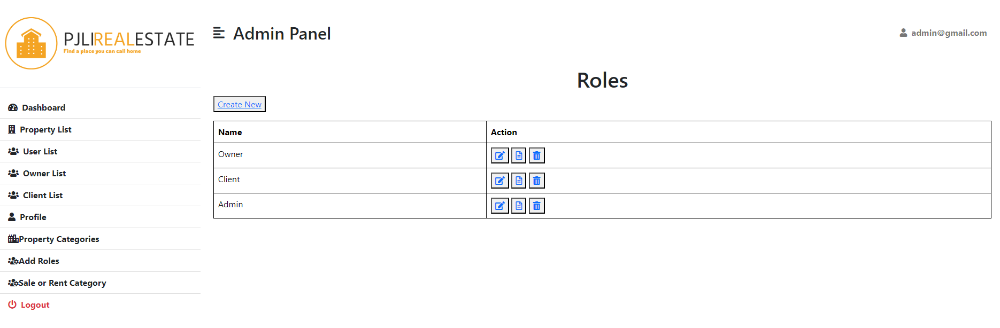 PJLIREALESTATE
Find a place you can call home
Dashboard
Property List
User List
Owner List
Client List
Profile
Property Categories
Add Roles
Sale or Rent Category
Logout
Admin Panel
admin@gmail.com
Roles
Create New
Name Action
Owner
Client
Admin